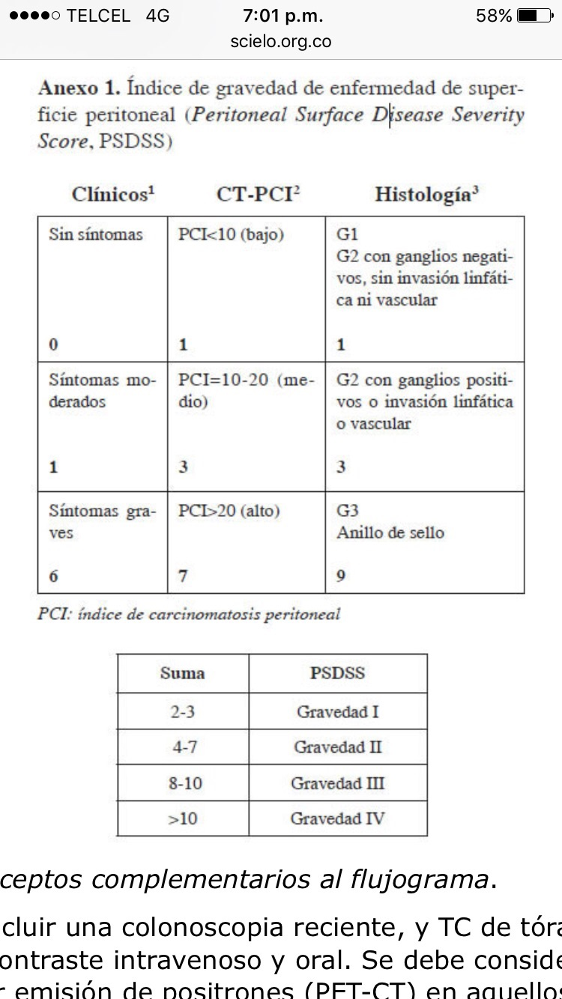 TELCEL 4G 7:01 p.m. 58%
scielo.org.co
Anexo 1. Índice de gravedad de enfermedad de super-
ficie peritoneal (Peritoneal Surface Disease Severity
Score, PSDSS)
Clínicos¹ CT-PCI² Histología³
Sin síntomas
0
PCI<10 (bajo)
1
G1
G2 con ganglios negati-
vos, sin invasión linfáti-
ca ni vascular
1
Síntomas mo-
derados
1
PCI=10-20 (me-
dio)
3
G2 con ganglios positi-
vos o invasión linfática
o vascular
3
Síntomas gra-
ves
6
PCI>20 (alto)
7
G3
Anillo de sello
9
PCI: índice de carcinomatosis peritoneal
Suma PSDSS
2-3 Gravedad I
4-7 Gravedad II
8-10 Gravedad III
>10 Gravedad IV
ceptos complementarios al flujograma.
cluir una colonoscopia reciente, y TC de tóra
ontraste intravenoso y oral. Se debe conside
r emisión de positrones (PET-CT) en aquellos